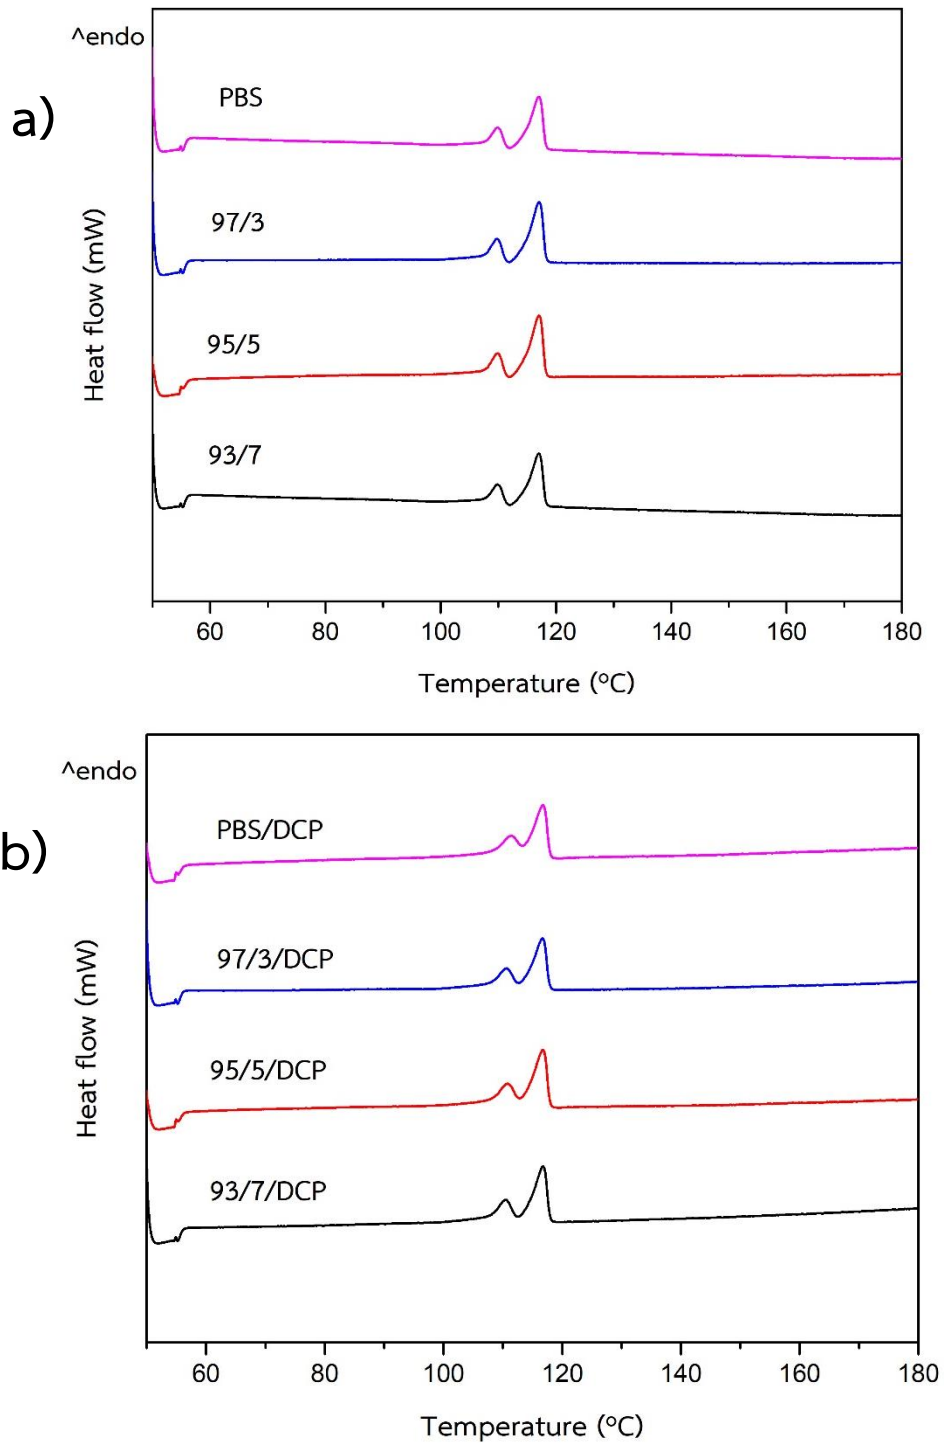 ^endo
a)
PBS
97/3
95/5
93/7
Heat flow (mW)
60 80 100 120 140 160 180
Temperature (°C)
^endo
b)
PBS/DCP
97/3/DCP
95/5/DCP
93/7/DCP
Heat flow (mW)
60 80 100 120 140 160 180
Temperature (°C)